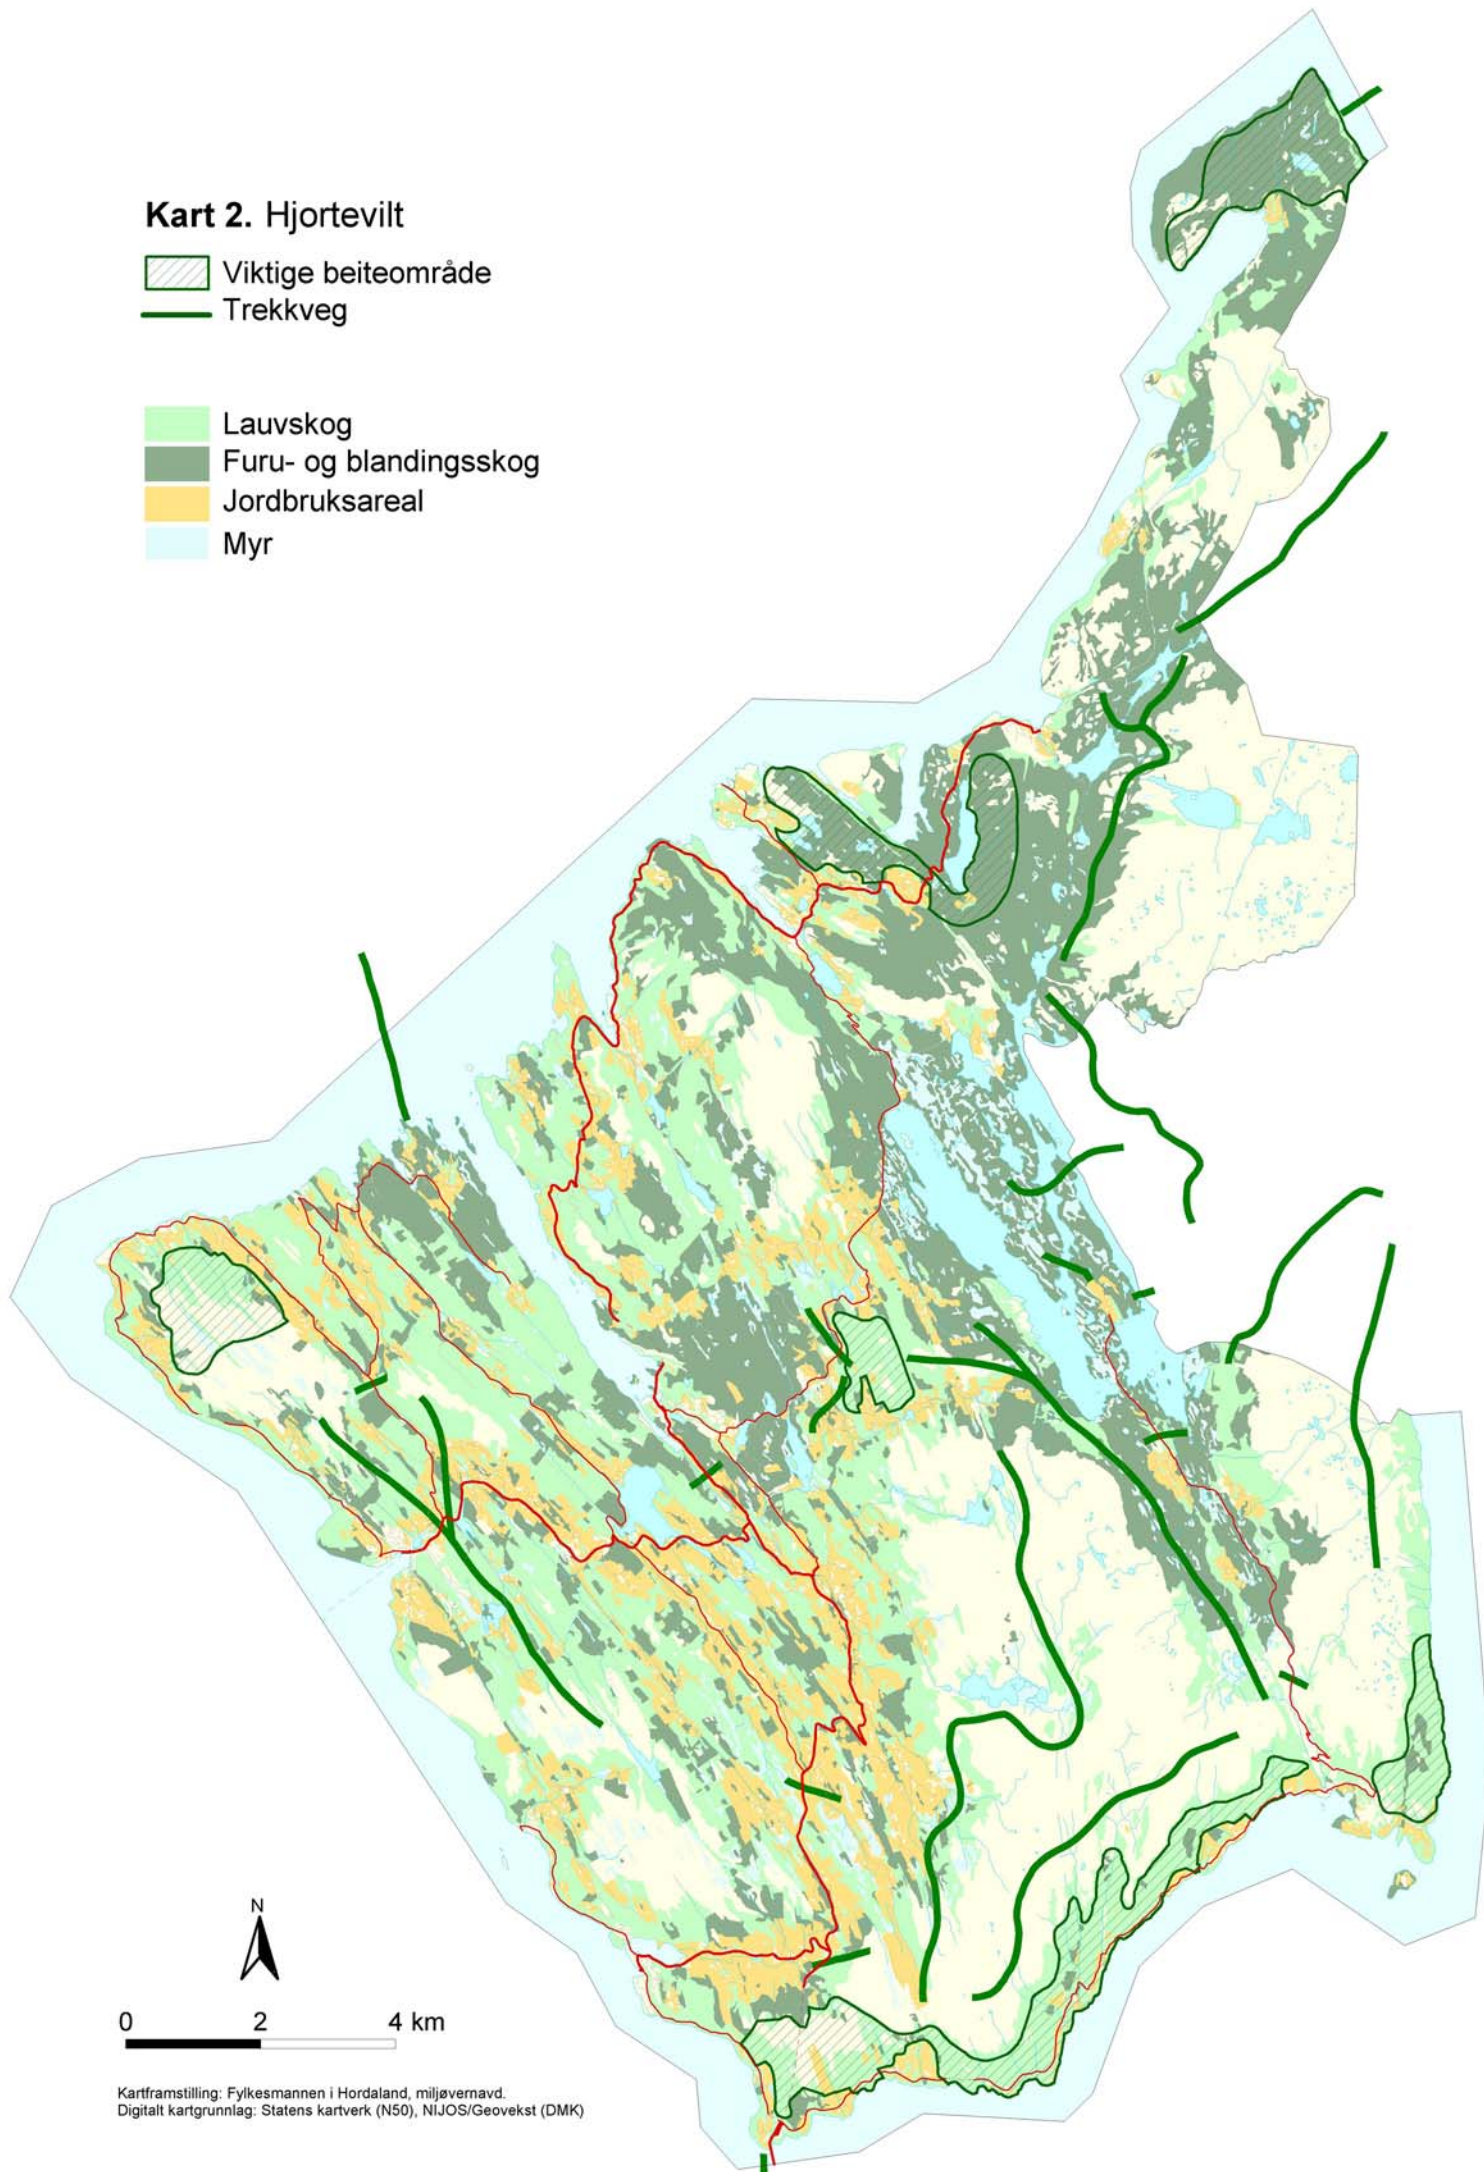 Kart 2. Hjortevilt
Viktige beiteområde
Trekkveg
Lauvskog
Furu- og blandingsskog
Jordbruksareal
Myr
N
0 2 4 km
Kartframstilling: Fylkesmannen i Hordaland, miljøvernavd.
Digitalt kartgrunnlag: Statens kartverk (N50), NIJOS/Geovekst (DMK)